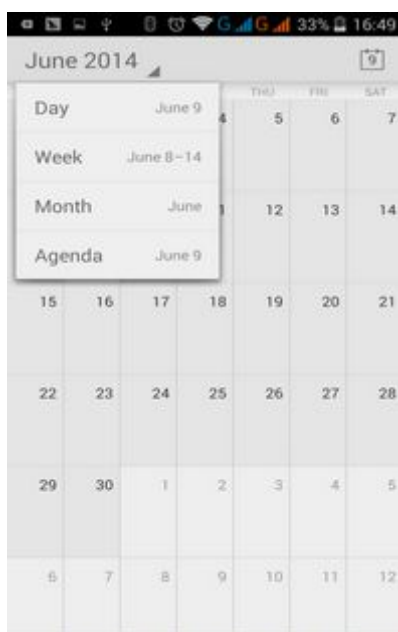 G G 33% 16:49
June 2014 9
THU FRI SAT
Day June 9
4 5 6 7
Week June 8–14
Month June
1 12 13 14
Agenda June 9
15 16 17 18 19 20 21
22 23 24 25 26 27 28
29 30 1 2 3 4 5
6 7 8 9 10 11 12